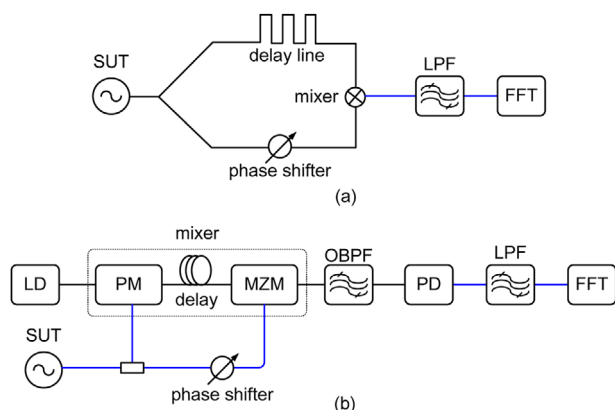 SUT
delay line
LPF
mixer
FFT
phase shifter
(a)
mixer
OBPF
LPF
LD
PM
MZM
PD
FFT
delay
SUT
phase shifter
(b)